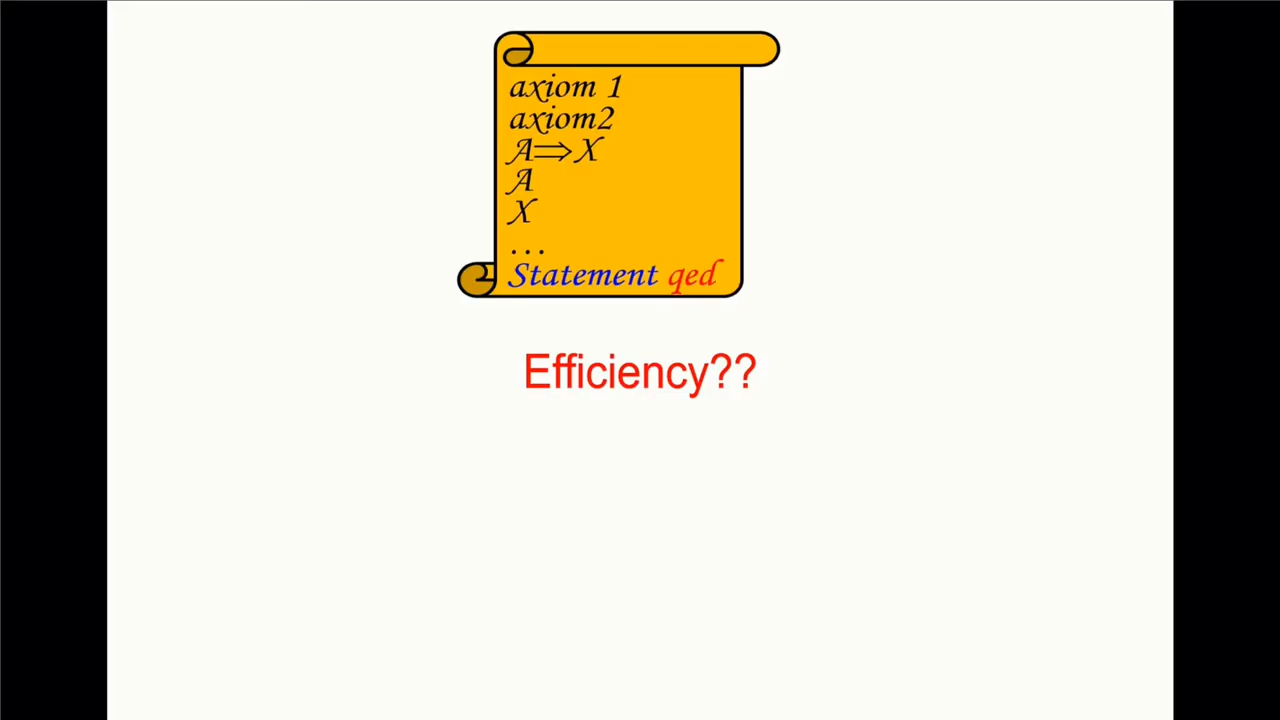 axiom 1
axiom2
A⇒X
A
X
...
Statement qed
Efficiency??